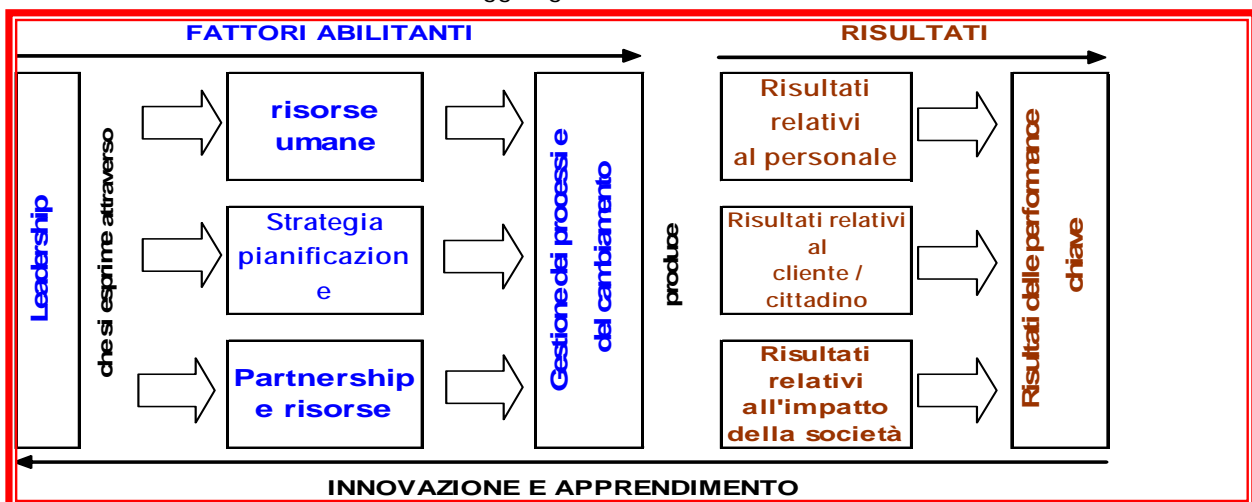 FATTORI ABILITANTI
RISULTATI
Leadership
che si esprime attraverso
risorse
umane
Strategia
pianificazion
e
Partnership
e risorse
Gestione dei processi e
del cambiamento
produce
Risultati
relativi
al personale
Risultati relativi
al
cliente /
cittadino
Risultati
relativi
all'impatto
della società
Risultati delle performance
chiave
INNOVAZIONE E APPRENDIMENTO